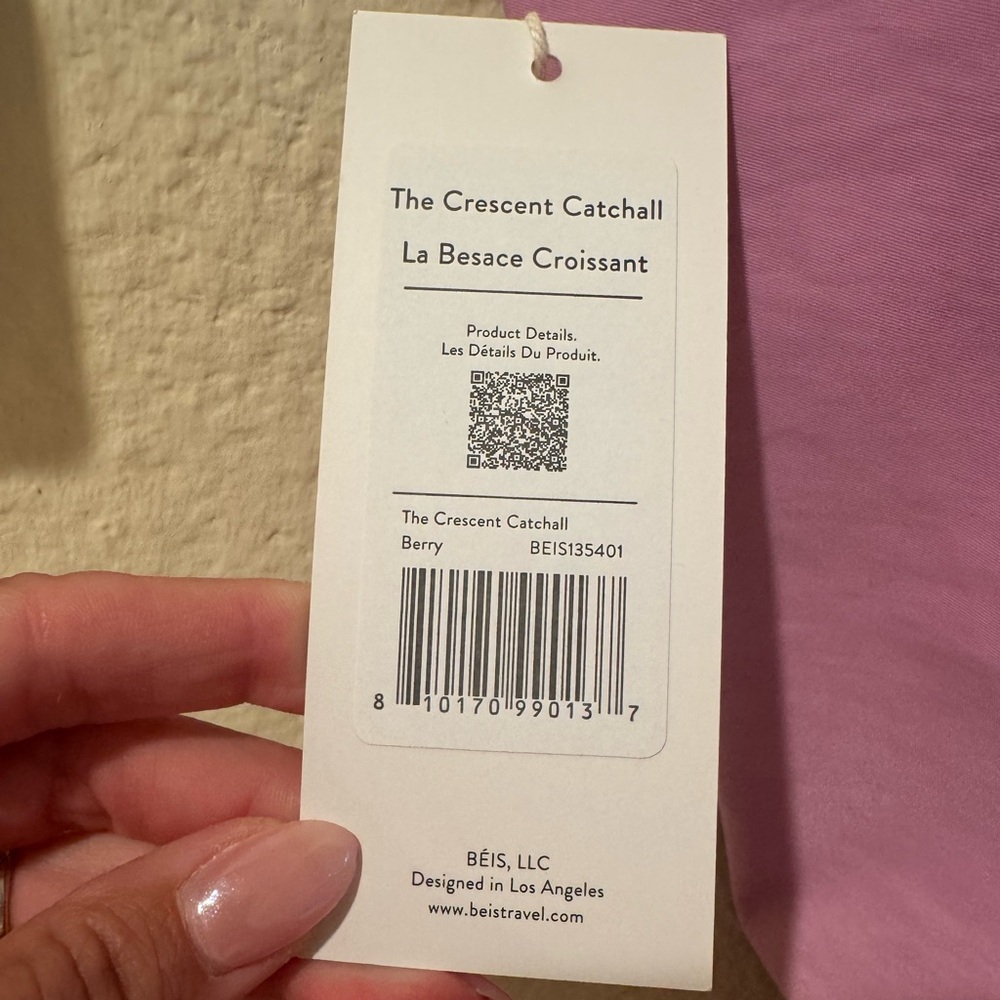 The Crescent Catchall
La Besace Croissant
Product Details.
Les Détails Du Produit.
The Crescent Catchall
Berry BEIS135401
8 10170 99013 7
BÉIS, LLC
Designed in Los Angeles
www.beistravel.com